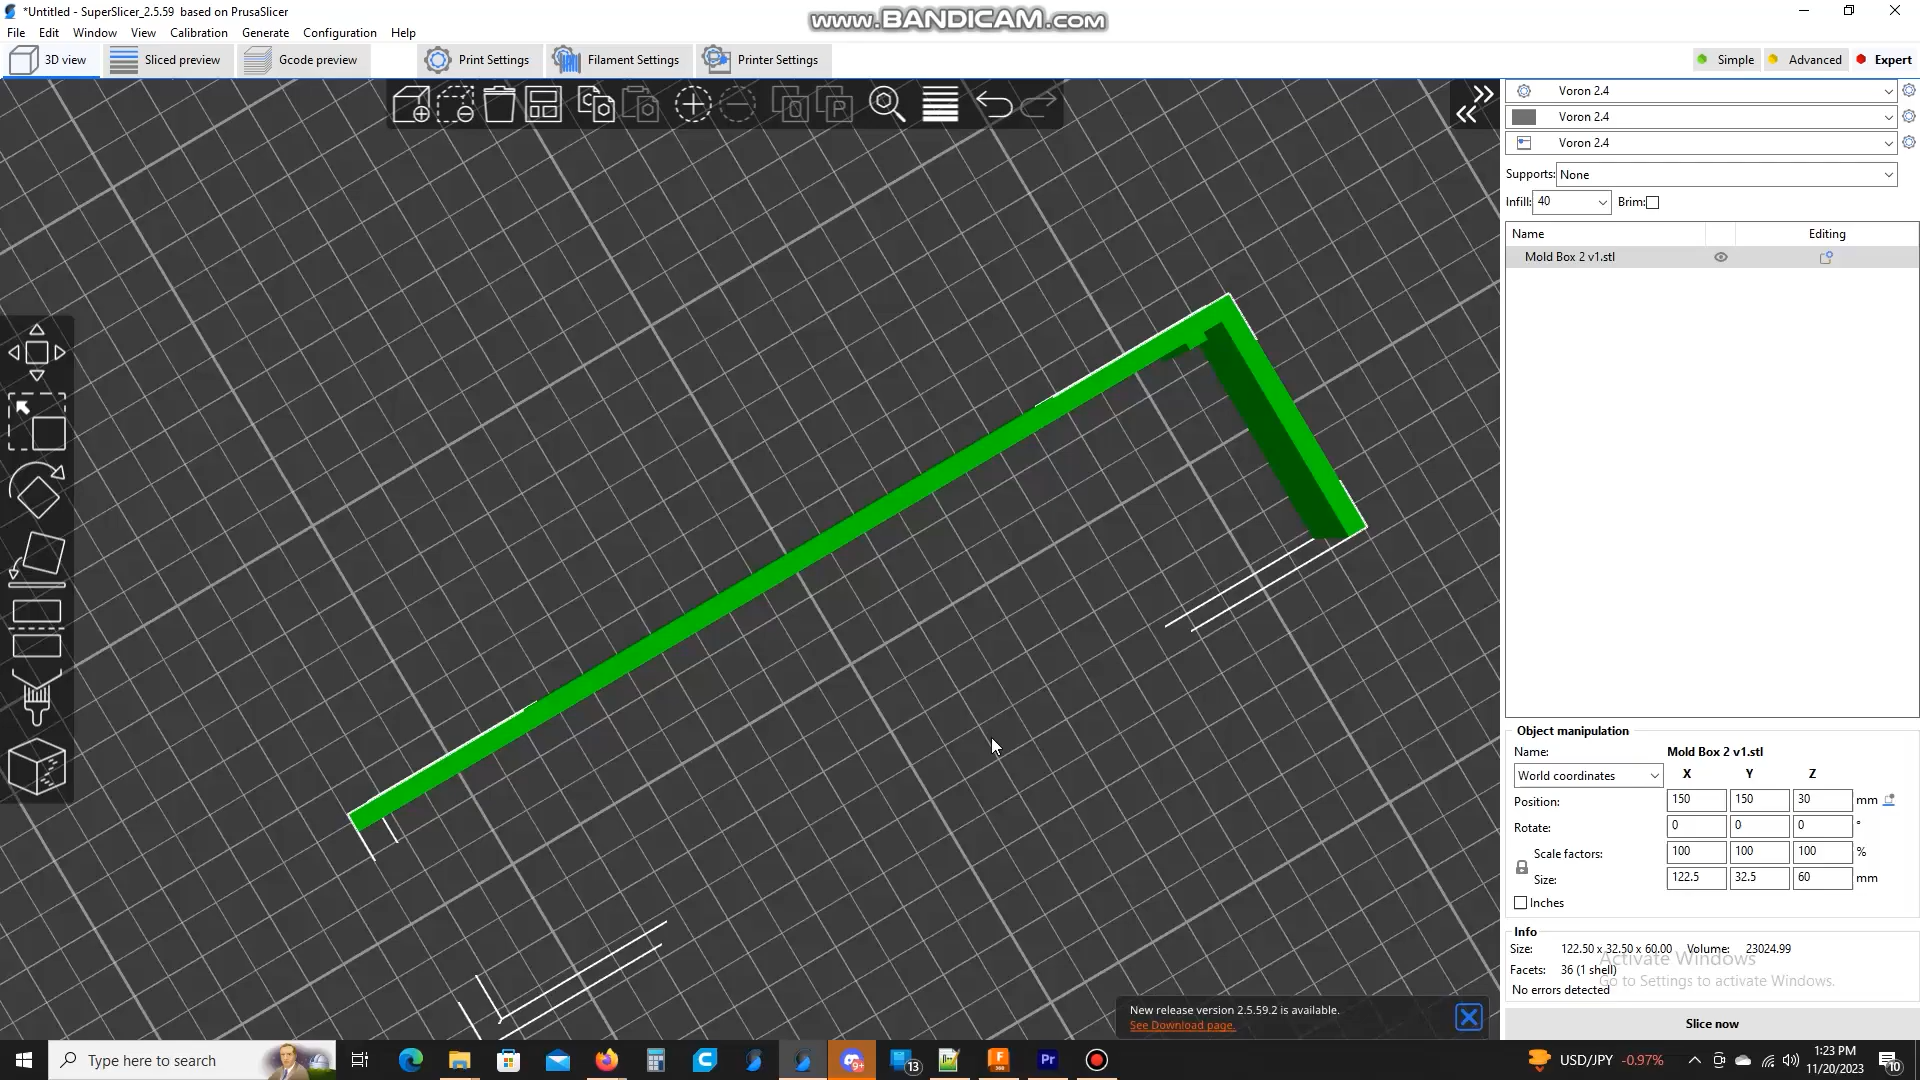 *Untitled - SuperSlicer_2.5.59 based on PrusaSlicer
www.BANDICAM.com
File Edit Window View Calibration Generate Configuration Help
3D view Sliced preview Gcode preview Print Settings Filament Settings Printer Settings Simple Advanced Expert
Voron 2.4
Voron 2.4
Voron 2.4
Supports: None
Infill: 40 Brim:
Name Editing
Mold Box 2 v1.stl
Object manipulation
Name: Mold Box 2 v1.stl
World coordinates X Y Z
Position: 150 150 30 mm
Rotate: 0 0 0 °
Scale factors: 100 100 100 %
Size: 122.5 32.5 60 mm
Inches
Info
Size: 122.50 x 32.50 x 60.00 Volume: 23024.99
Activate Windows
Facets: 36 (1 shell)
Go to Settings to activate Windows.
No errors detected
New release version 2.5.59.2 is available.
See Download page.
Slice now
Type here to search
13
9+
USD/JPY -0.97%
1:23 PM
11/20/2023
10